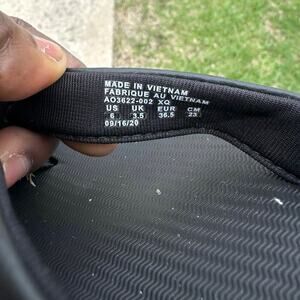 MADE IN VIETNAM
FABRIQUE AU VIETNAM
AO3622-002 XQ
US UK EUR CM
6 3.5 36.5 23
09/16/20